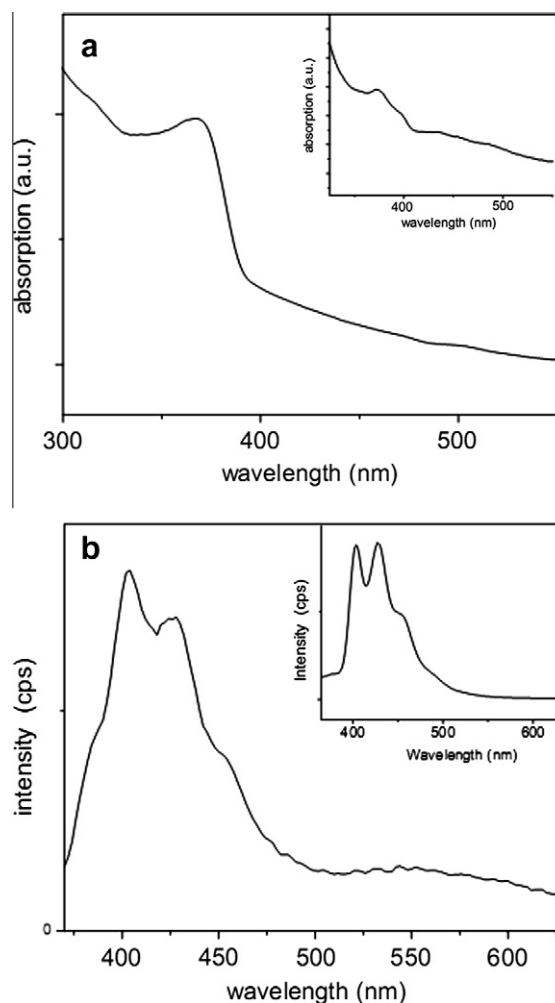 a
absorption (a.u.)
300
400
500
wavelength (nm)
absorption (a.u.)
400
500
wavelength (nm)
b
intensity (cps)
0
400
450
500
550
600
wavelength (nm)
Intensity (cps)
400
500
600
Wavelength (nm)